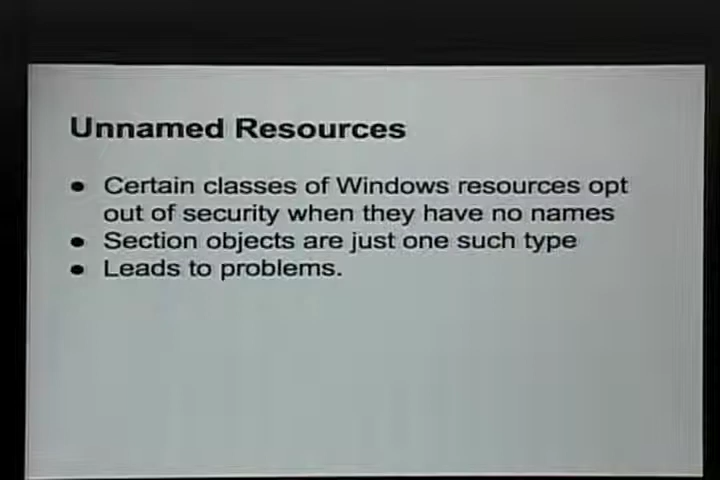 Unnamed Resources
● Certain classes of Windows resources opt
out of security when they have no names
● Section objects are just one such type
● Leads to problems.